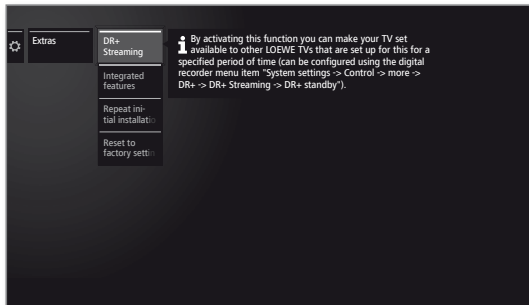 Extras
DR+
Streaming
By activating this function you can make your TV set
available to other LOEWE TVs that are set up for this for a
specified period of time (can be configured using the digital
recorder menu item "System settings -> Control -> more ->
DR+ -> DR+ Streaming -> DR+ standby").
Integrated
features
Repeat ini-
tial installatio
Reset to
factory settin